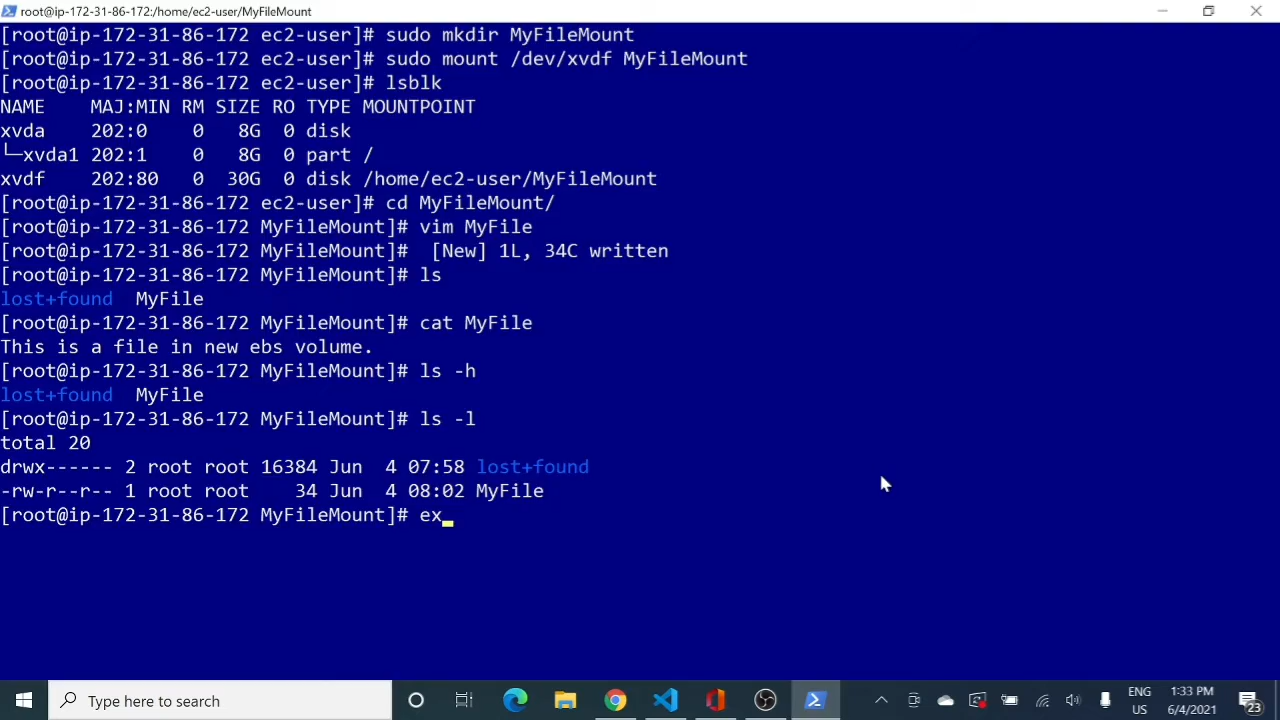 root@ip-172-31-86-172:/home/ec2-user/MyFileMount
[root@ip-172-31-86-172 ec2-user]# sudo mkdir MyFileMount
[root@ip-172-31-86-172 ec2-user]# sudo mount /dev/xvdf MyFileMount
[root@ip-172-31-86-172 ec2-user]# lsblk
NAME    MAJ:MIN RM SIZE RO TYPE MOUNTPOINT
xvda    202:0    0   8G  0 disk
└─xvda1 202:1    0   8G  0 part /
xvdf    202:80   0  30G  0 disk /home/ec2-user/MyFileMount
[root@ip-172-31-86-172 ec2-user]# cd MyFileMount/
[root@ip-172-31-86-172 MyFileMount]# vim MyFile
[root@ip-172-31-86-172 MyFileMount]#  [New] 1L, 34C written
[root@ip-172-31-86-172 MyFileMount]# ls
lost+found  MyFile
[root@ip-172-31-86-172 MyFileMount]# cat MyFile
This is a file in new ebs volume.
[root@ip-172-31-86-172 MyFileMount]# ls -h
lost+found  MyFile
[root@ip-172-31-86-172 MyFileMount]# ls -l
total 20
drwx------ 2 root root 16384 Jun  4 07:58 lost+found
-rw-r--r-- 1 root root    34 Jun  4 08:02 MyFile
[root@ip-172-31-86-172 MyFileMount]# ex
Type here to search
ENG
US
1:33 PM
6/4/2021
23